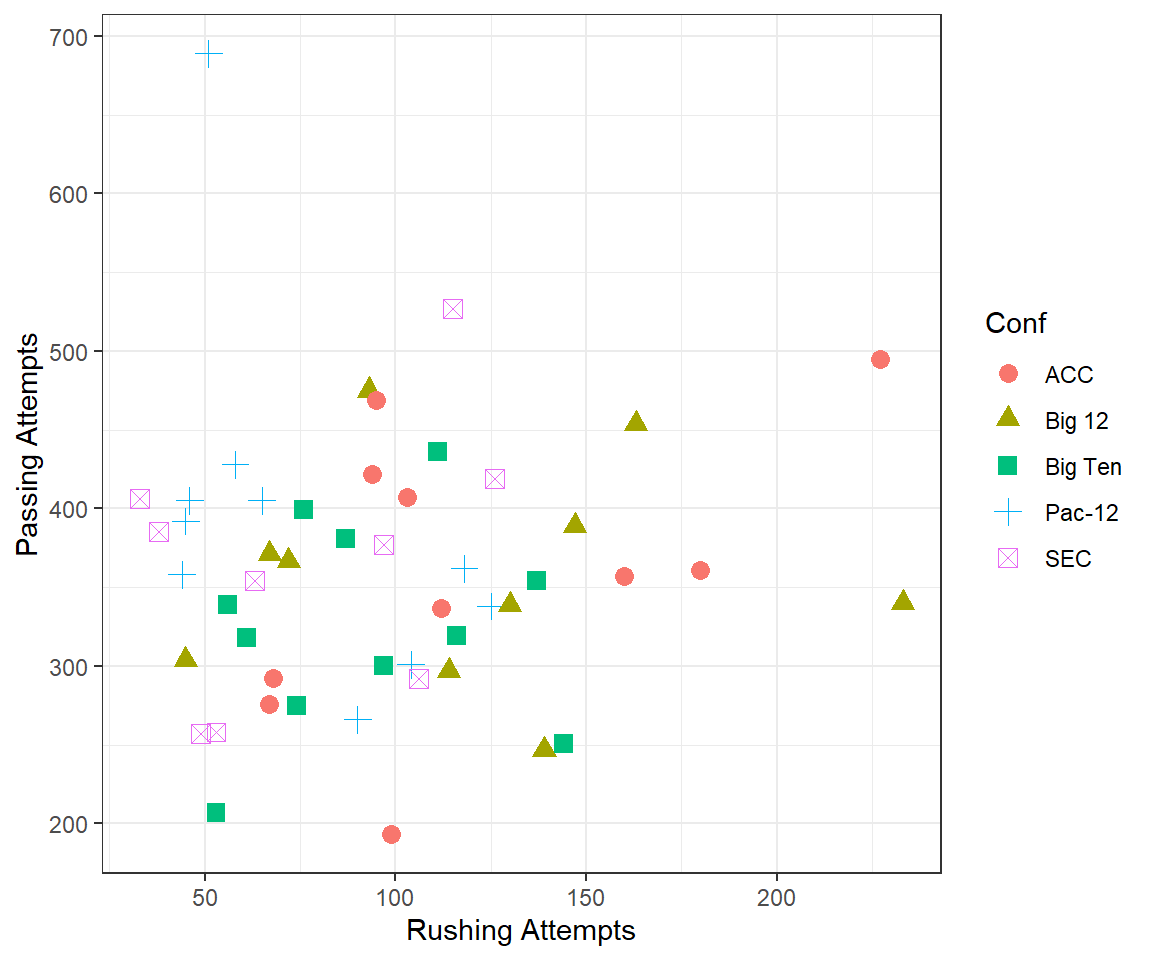 700
600
500
400
300
200
Passing Attempts
50 100 150 200
Rushing Attempts
Conf
ACC
Big 12
Big Ten
Pac-12
SEC